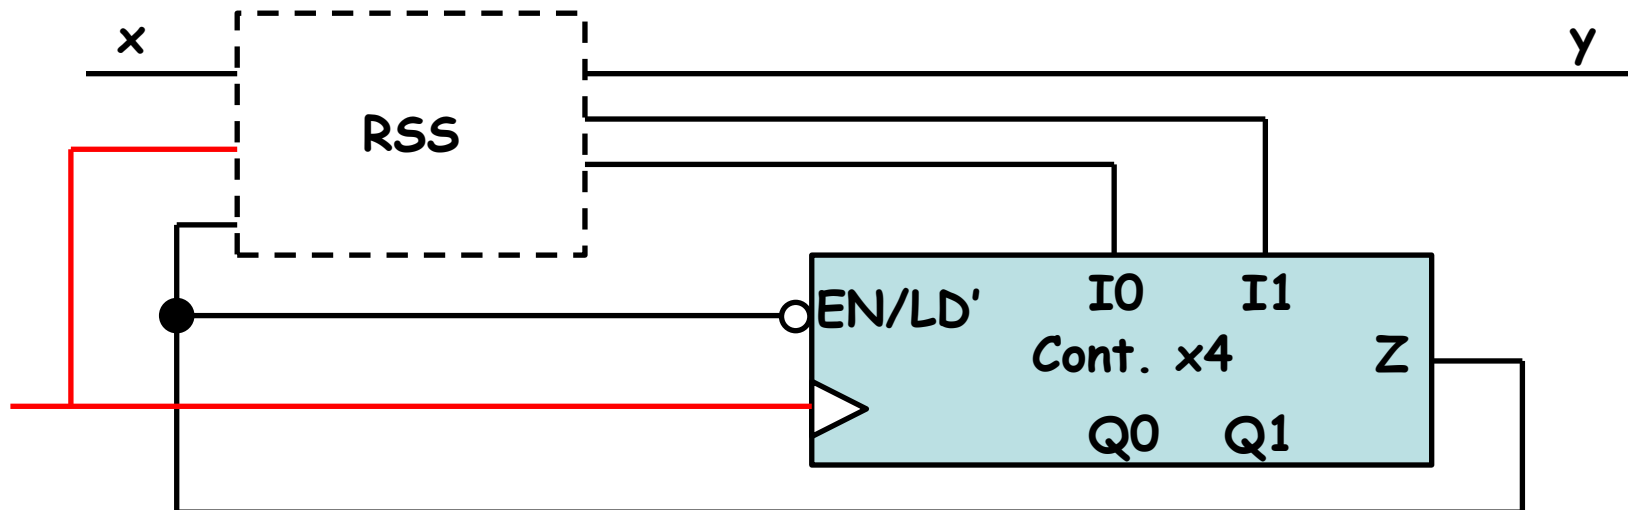 x
y
RSS
EN/LD'
I0
I1
Cont. x4
Z
Q0
Q1